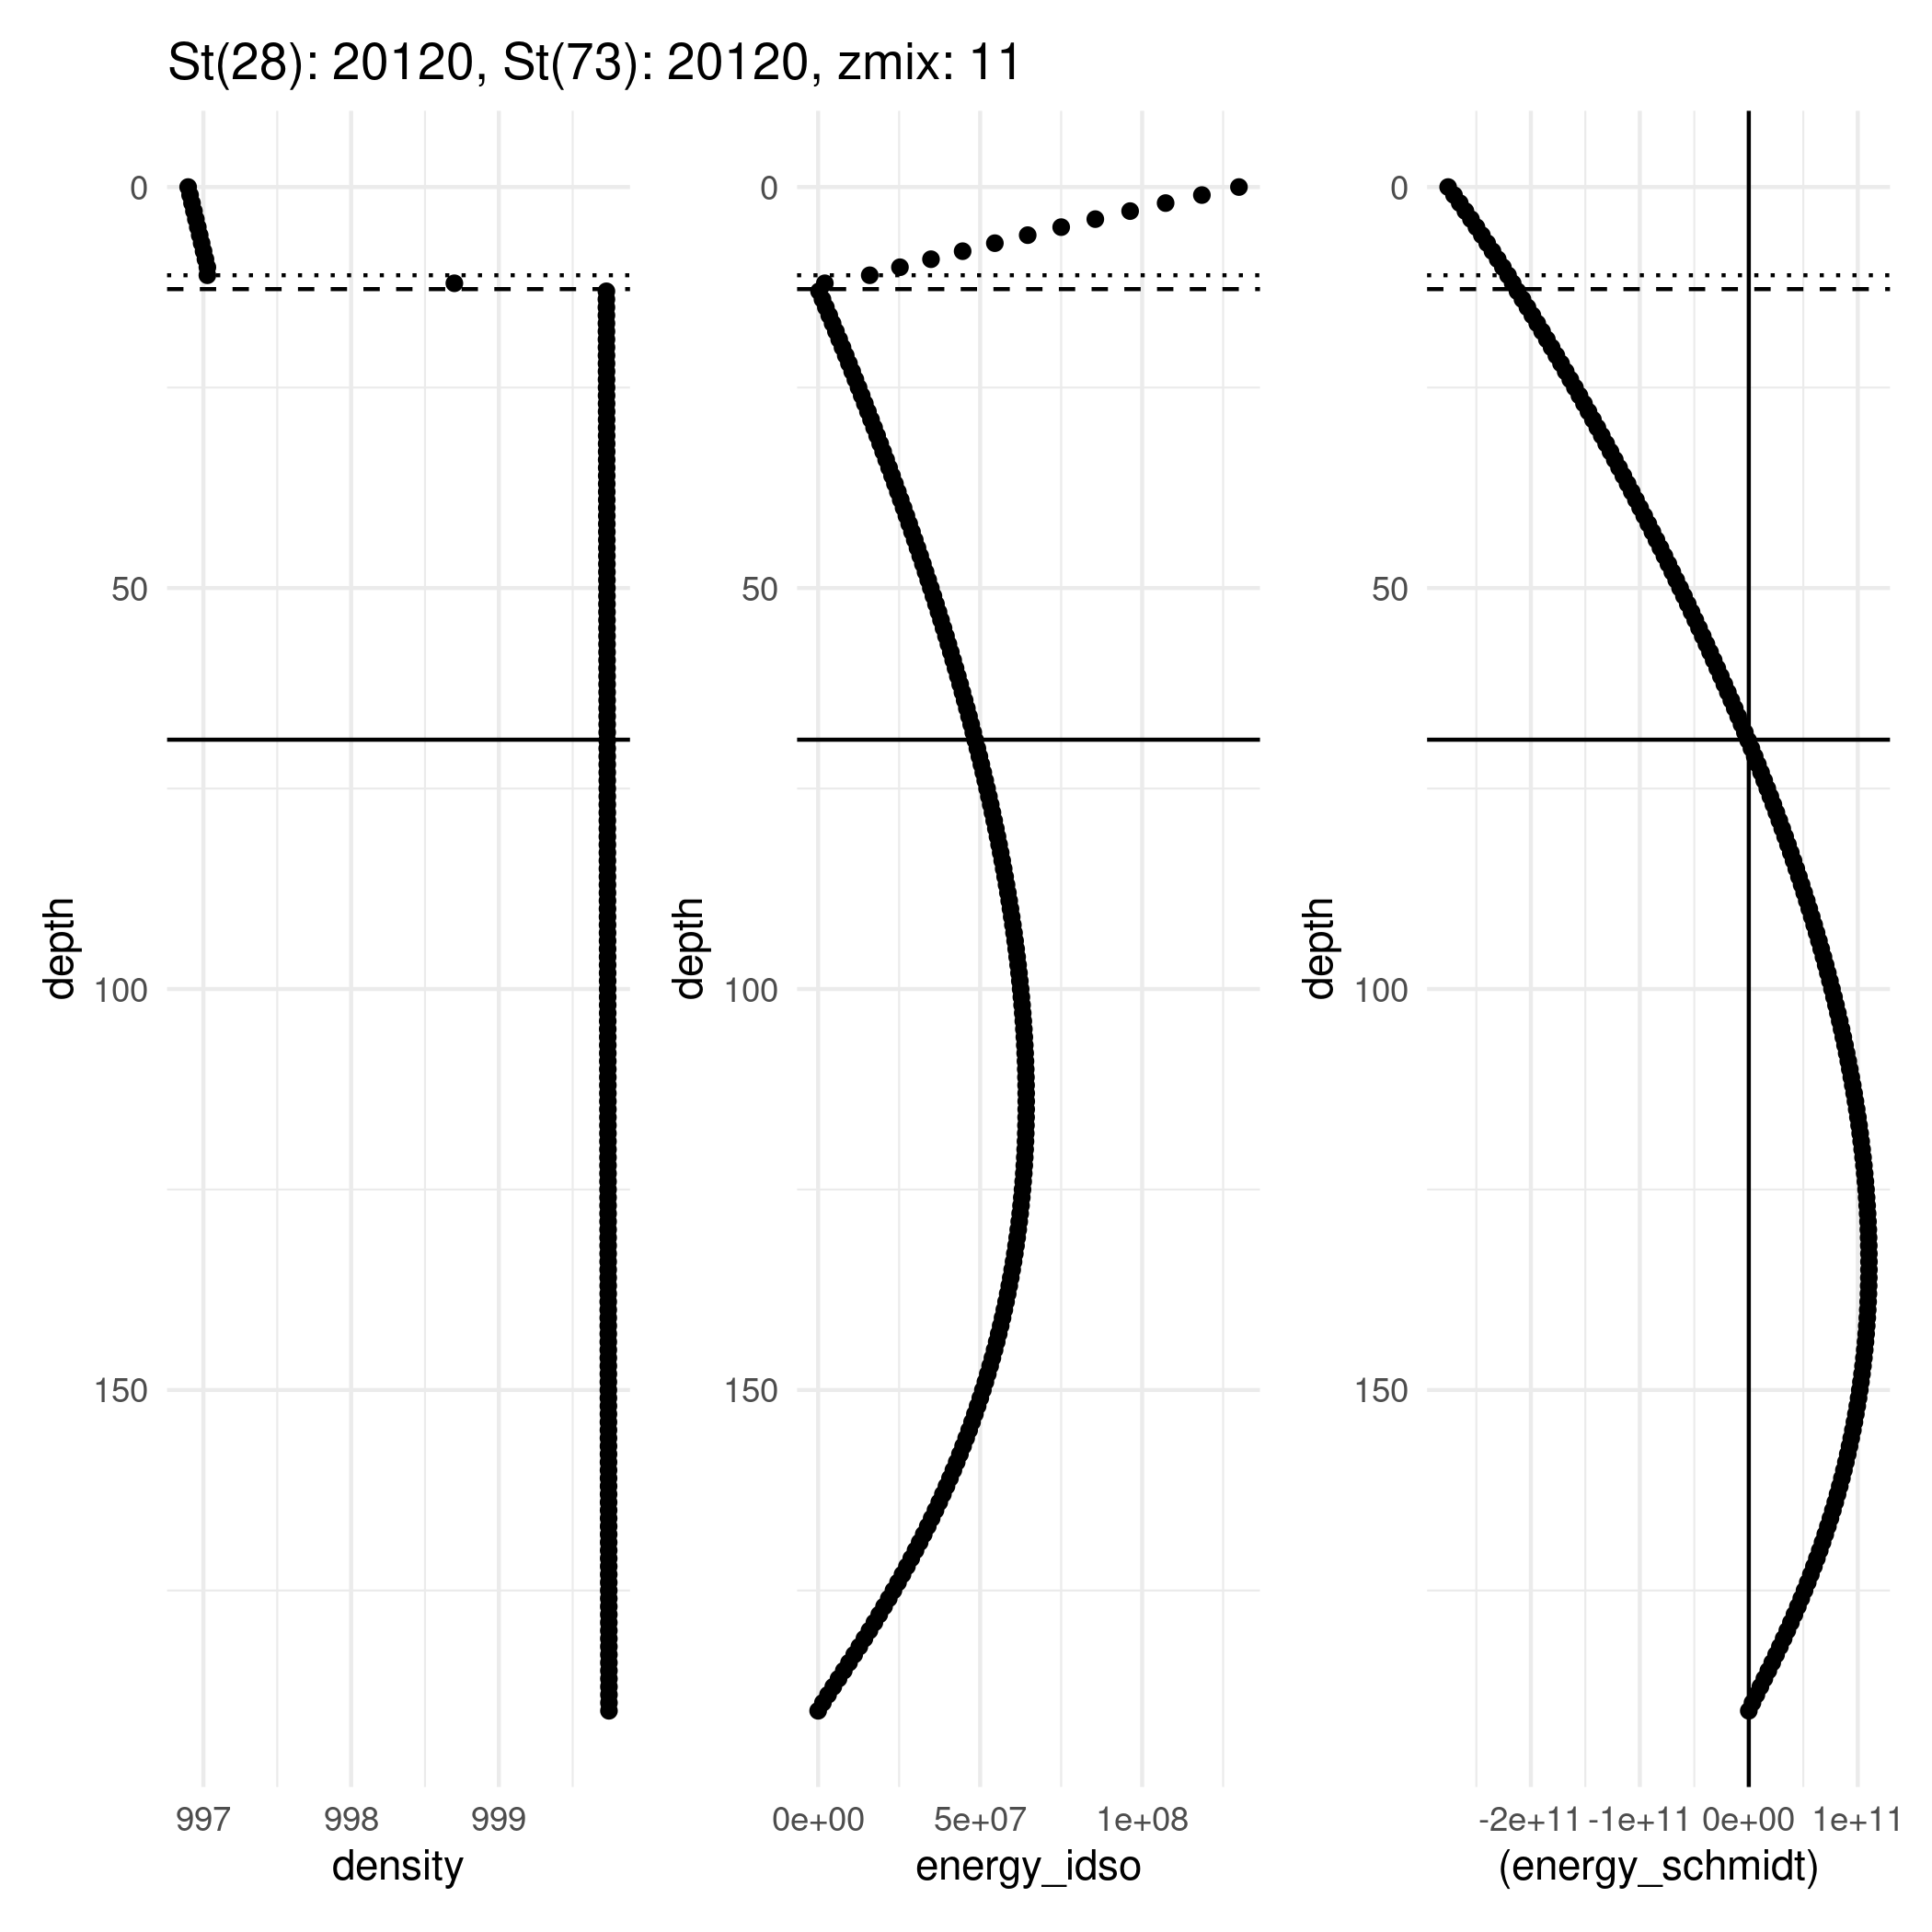 St(28): 20120, St(73): 20120, zmix: 11
0
50
100
150
depth
997 998 999
density
0
50
100
150
depth
0e+00 5e+07 1e+08
energy_idso
0
50
100
150
depth
-2e+11 -1e+11 0e+00 1e+11
(energy_schmidt)